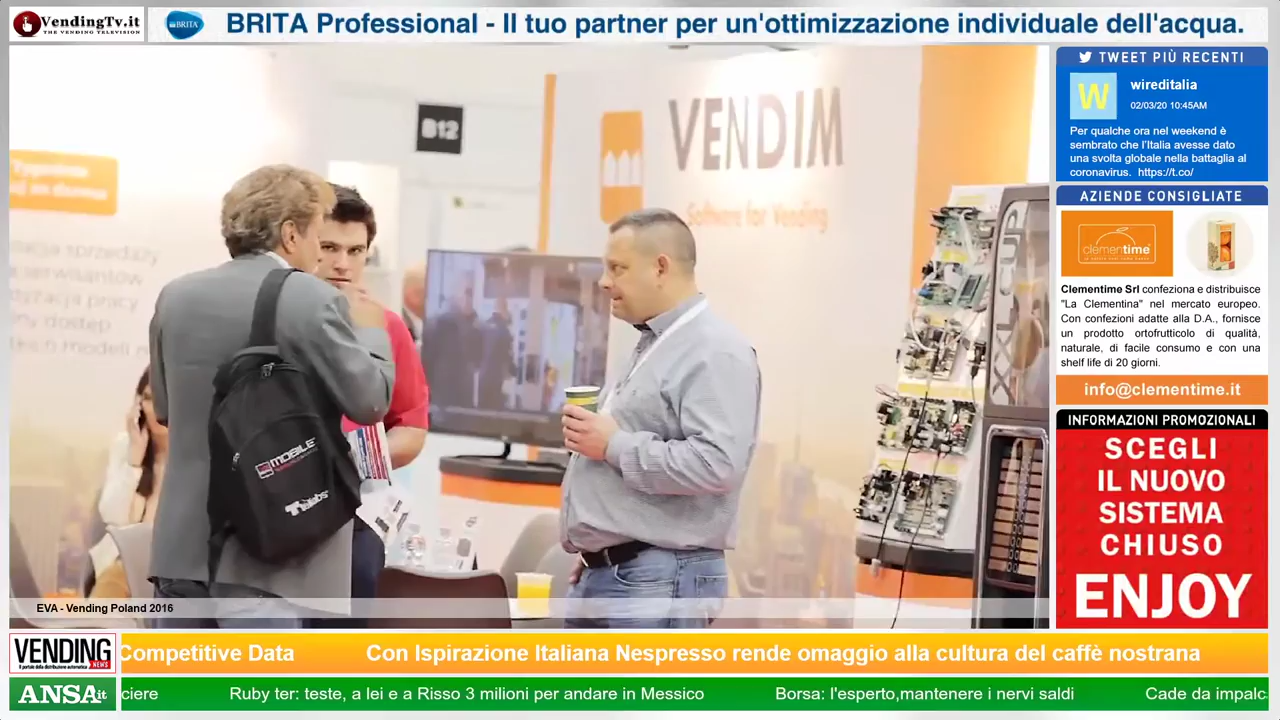 VendingTv.it
THE VENDING TELEVISION
BRITA
BRITA Professional - Il tuo partner per un'ottimizzazione individuale dell'acqua.
B12
VENDIM
Software for Vending
MOBILE
EVA - Vending Poland 2016
TWEET PIÙ RECENTI
W
wireditalia
02/03/20 10:45AM
Per qualche ora nel weekend è
sembrato che l'Italia avesse dato
una svolta globale nella battaglia al
coronavirus. https://t.co/
AZIENDE CONSIGLIATE
clementime
Clementime Srl confeziona e distribuisce
"La Clementina" nel mercato europeo.
Con confezioni adatte alla D.A., fornisce
un prodotto ortofrutticolo di qualità,
naturale, di facile consumo e con una
shelf life di 20 giorni.
info@clementime.it
INFORMAZIONI PROMOZIONALI
SCEGLI
IL NUOVO
SISTEMA
CHIUSO
ENJOY
VENDING
NEWS
Il portale della distribuzione automatica
Competitive Data Con Ispirazione Italiana Nespresso rende omaggio alla cultura del caffè nostrana
ANSA.it
ciere Ruby ter: teste, a lei e a Risso 3 milioni per andare in Messico Borsa: l'esperto,mantenere i nervi saldi Cade da impalc